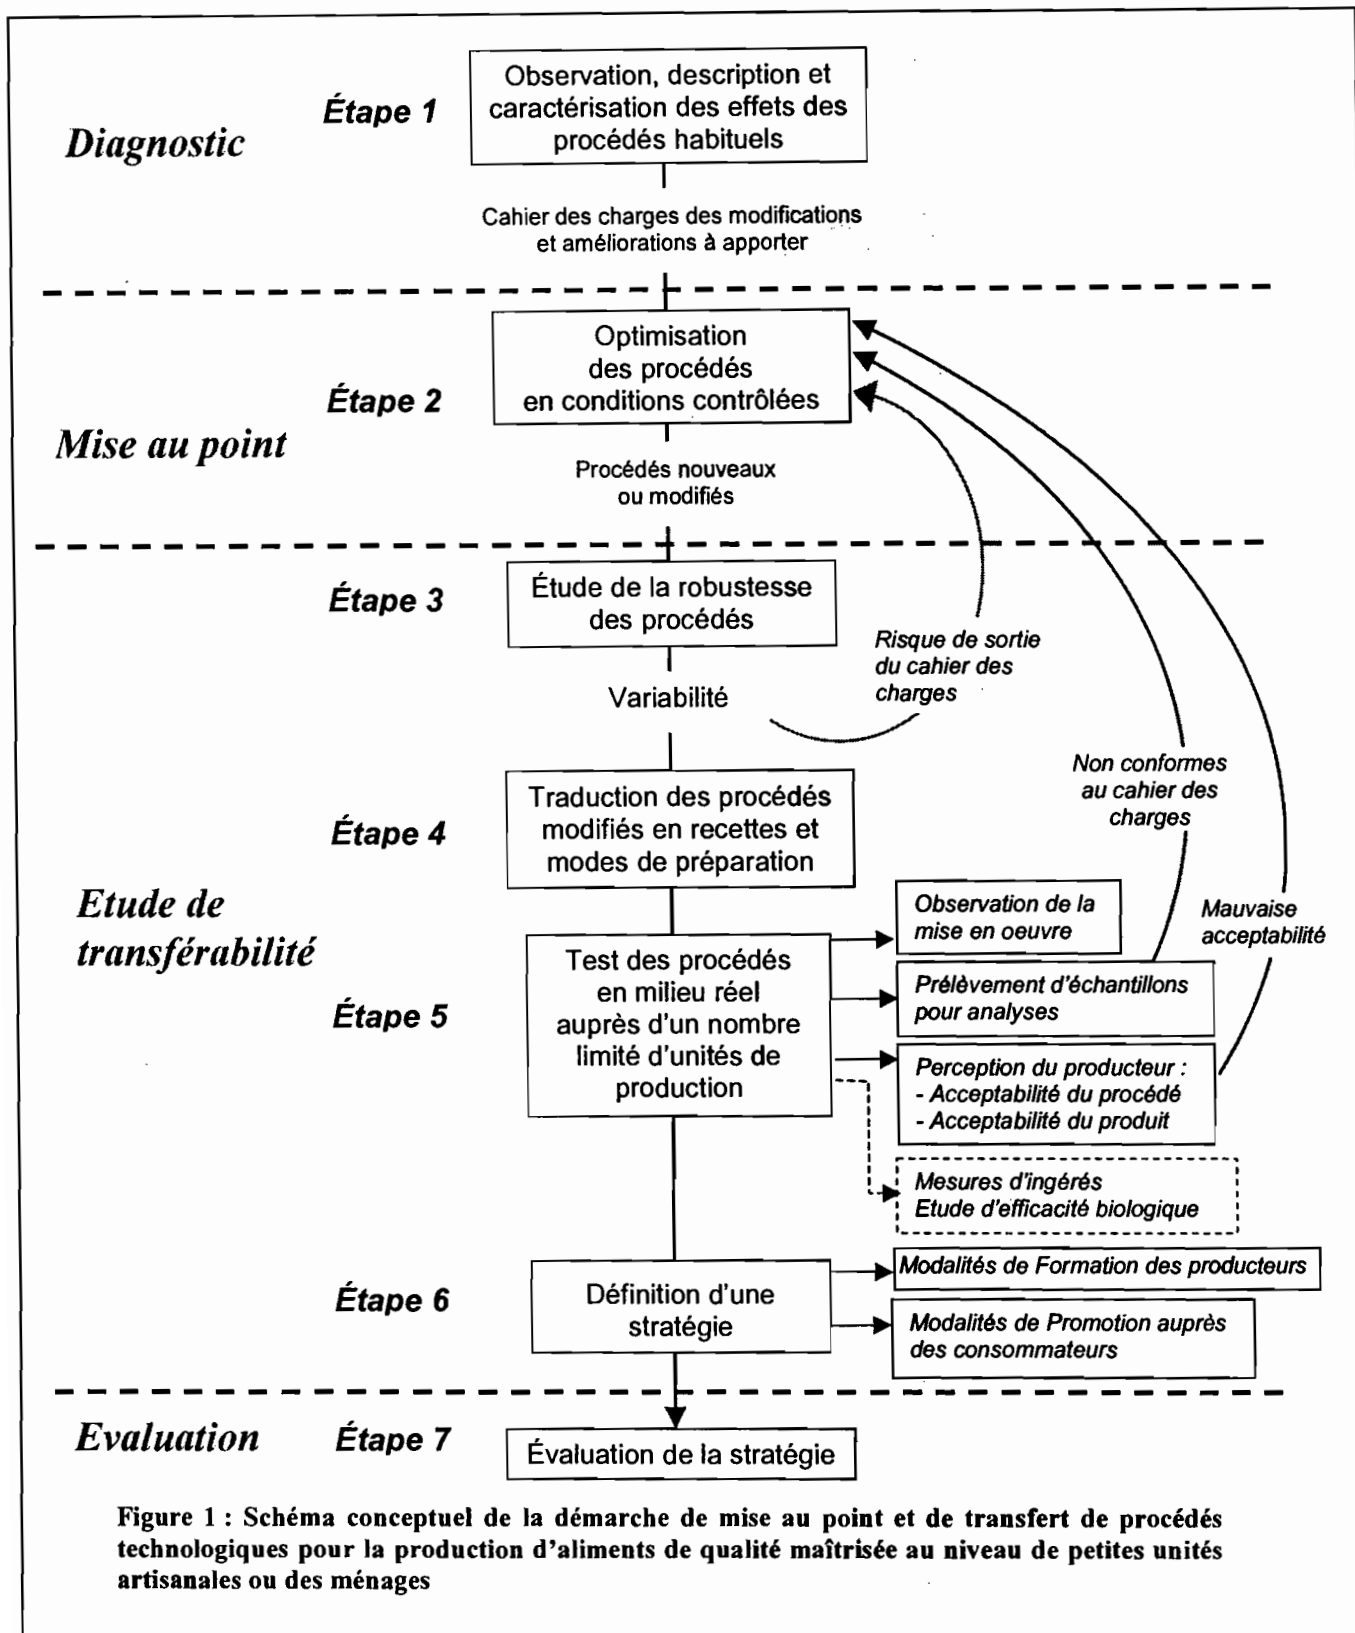 Diagnostic
Étape 1
Observation, description et
caractérisation des effets des
procédés habituels
Cahier des charges des modifications
et améliorations à apporter
Mise au point
Étape 2
Optimisation
des procédés
en conditions contrôlées
Procédés nouveaux
ou modifiés
Etude de
transférabilité
Étape 3
Étude de la robustesse
des procédés
Variabilité
Risque de sortie
du cahier des
charges
Étape 4
Traduction des procédés
modifiés en recettes et
modes de préparation
Non conformes
au cahier des
charges
Mauvaise
acceptabilité
Étape 5
Test des procédés
en milieu réel
auprès d'un nombre
limité d'unités de
production
Observation de la
mise en oeuvre
Prélèvement d'échantillons
pour analyses
Perception du producteur :
- Acceptabilité du procédé
- Acceptabilité du produit
Mesures d'ingérés
Etude d'efficacité biologique
Étape 6
Définition d'une
stratégie
Modalités de Formation des producteurs
Modalités de Promotion auprès
des consommateurs
Evaluation
Étape 7
Évaluation de la stratégie
Figure 1 : Schéma conceptuel de la démarche de mise au point et de transfert de procédés
technologiques pour la production d'aliments de qualité maîtrisée au niveau de petites unités
artisanales ou des ménages